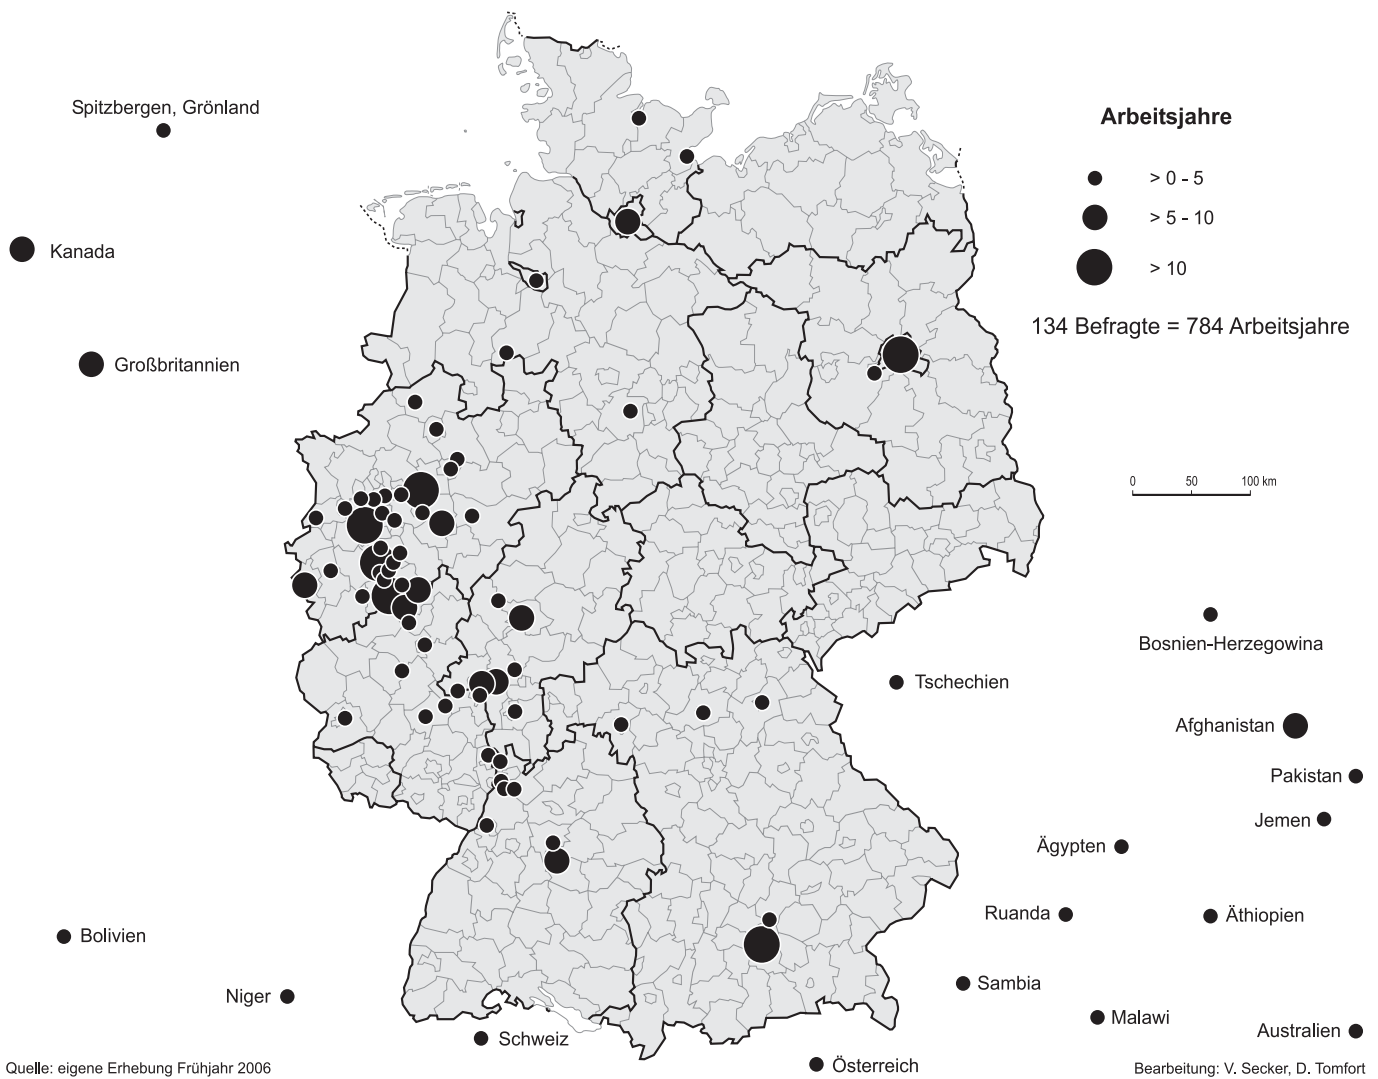 Spitzbergen, Grönland
Arbeitsjahre
> 0 - 5
> 5 - 10
> 10
134 Befragte = 784 Arbeitsjahre
Kanada
Großbritannien
0 50 100 km
Bosnien-Herzegowina
Tschechien
Afghanistan
Pakistan
Jemen
Ägypten
Ruanda
Äthiopien
Bolivien
Niger
Sambia
Malawi
Australien
Schweiz
Österreich
Quelle: eigene Erhebung Frühjahr 2006
Bearbeitung: V. Secker, D. Tomfort